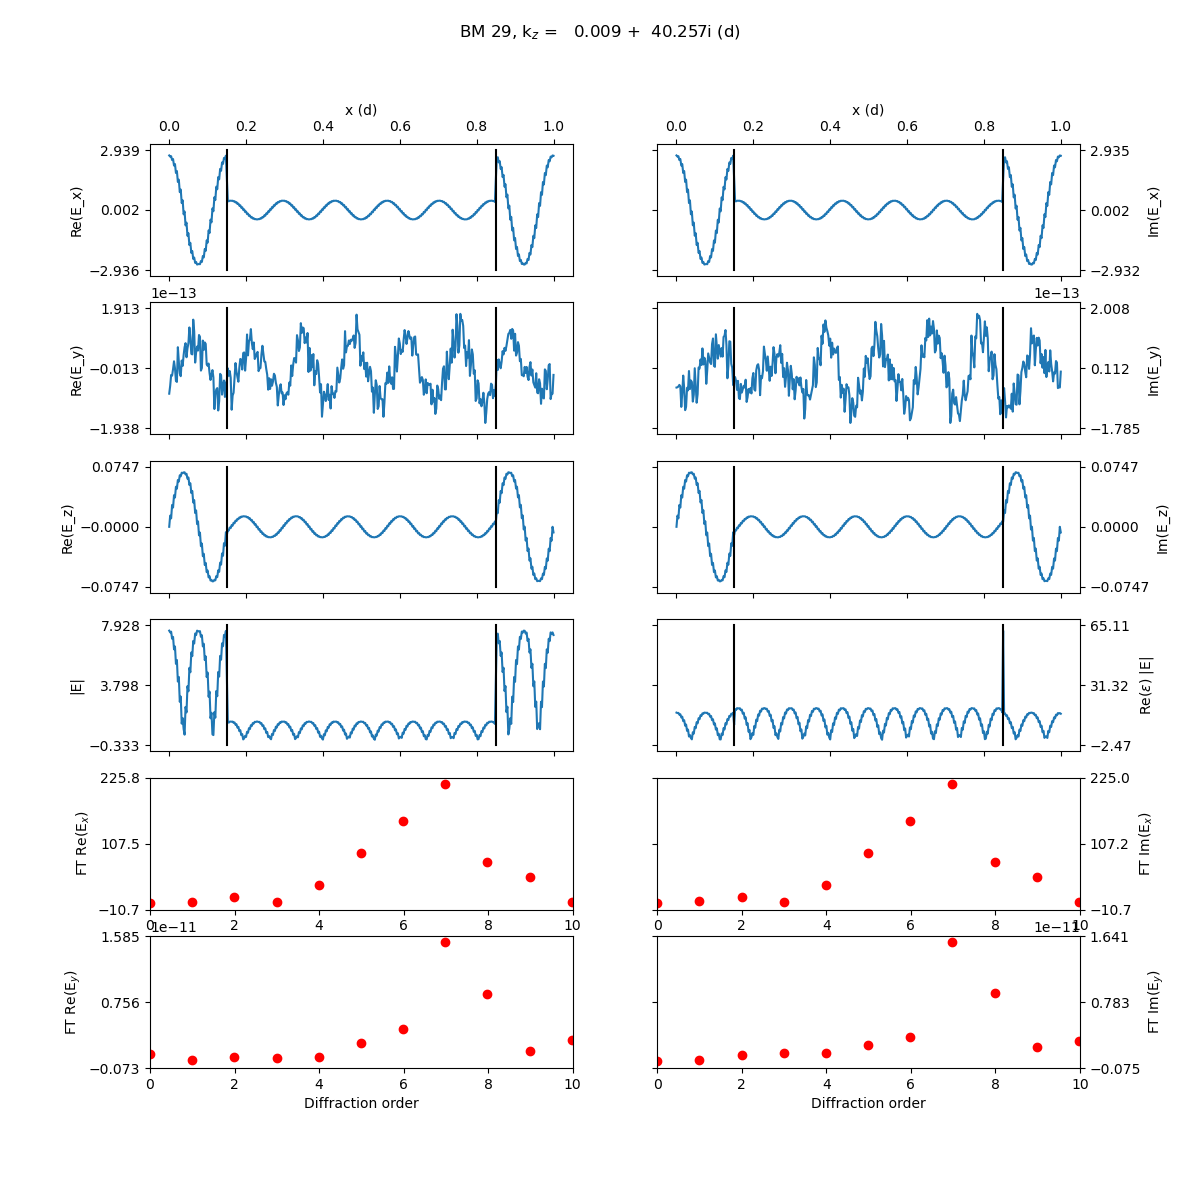 BM 29, k_z = 0.009 + 40.257i (d)
x (d) x (d)
0.0 0.2 0.4 0.6 0.8 1.0 0.0 0.2 0.4 0.6 0.8 1.0
2.939 2.935
Re(E_x) 0.002 0.002 Im(E_x)
−2.936 −2.932
1e−13 1e−13
1.913 2.008
Re(E_y) −0.013 0.112 Im(E_y)
−1.938 −1.785
0.0747 0.0747
Re(E_z) −0.0000 0.0000 Im(E_z)
−0.0747 −0.0747
7.928 65.11
|E| 3.798 31.32 Re(ε) |E|
−0.333 −2.47
225.8 225.0
FT Re(E_x) 107.5 107.2 FT Im(E_x)
−10.7 −10.7
0 2 4 6 8 10 0 2 4 6 8 10
1e−11 1e−11
1.585 1.641
FT Re(E_y) 0.756 0.783 FT Im(E_y)
−0.073 −0.075
0 2 4 6 8 10 0 2 4 6 8 10
Diffraction order Diffraction order